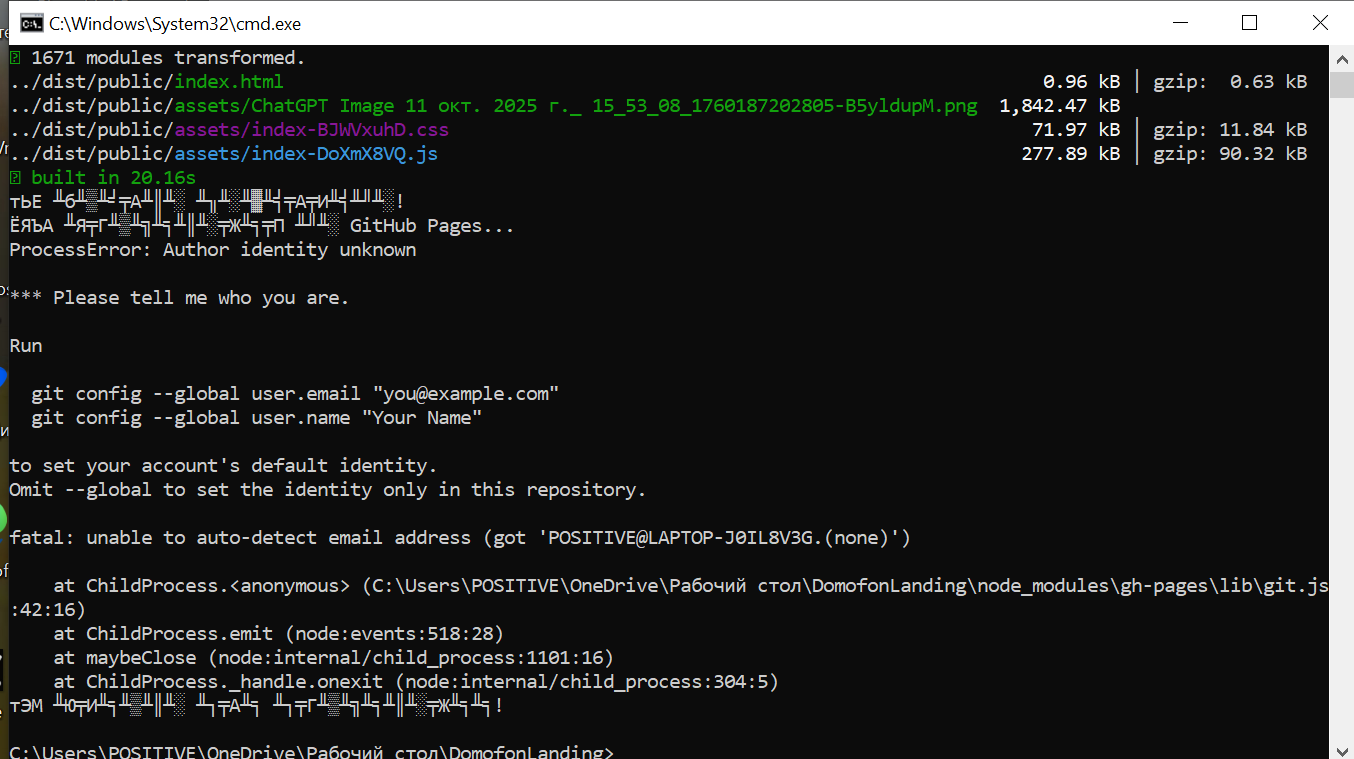 C:\Windows\System32\cmd.exe
1671 modules transformed.
../dist/public/index.html 0.96 kB │ gzip: 0.63 kB
../dist/public/assets/ChatGPT Image 11 окт. 2025 г._ 15_53_08_1760187202805-B5yldupM.png 1,842.47 kB
../dist/public/assets/index-BJWVxuhD.css 71.97 kB │ gzip: 11.84 kB
../dist/public/assets/index-DoXmX8VQ.js 277.89 kB │ gzip: 90.32 kB
built in 20.16s
GitHub Pages...
ProcessError: Author identity unknown
*** Please tell me who you are.
Run
git config --global user.email "you@example.com"
git config --global user.name "Your Name"
to set your account's default identity.
Omit --global to set the identity only in this repository.
fatal: unable to auto-detect email address (got 'POSITIVE@LAPTOP-J0IL8V3G.(none)')
at ChildProcess.<anonymous> (C:\Users\POSITIVE\OneDrive\Рабочий стол\DomofonLanding\node_modules\gh-pages\lib\git.js
:42:16)
at ChildProcess.emit (node:events:518:28)
at maybeClose (node:internal/child_process:1101:16)
at ChildProcess._handle.onexit (node:internal/child_process:304:5)
C:\Users\POSITIVE\OneDrive\Рабочий стол\DomofonLanding>